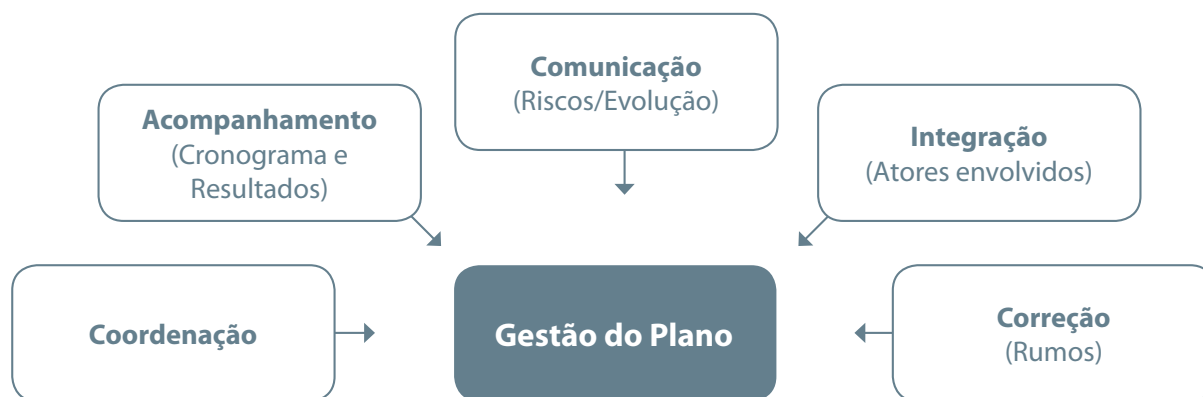 Comunicação
(Riscos/Evolução)
Acompanhamento
(Cronograma e
Resultados)
Integração
(Atores envolvidos)
Coordenação
Gestão do Plano
Correção
(Rumos)